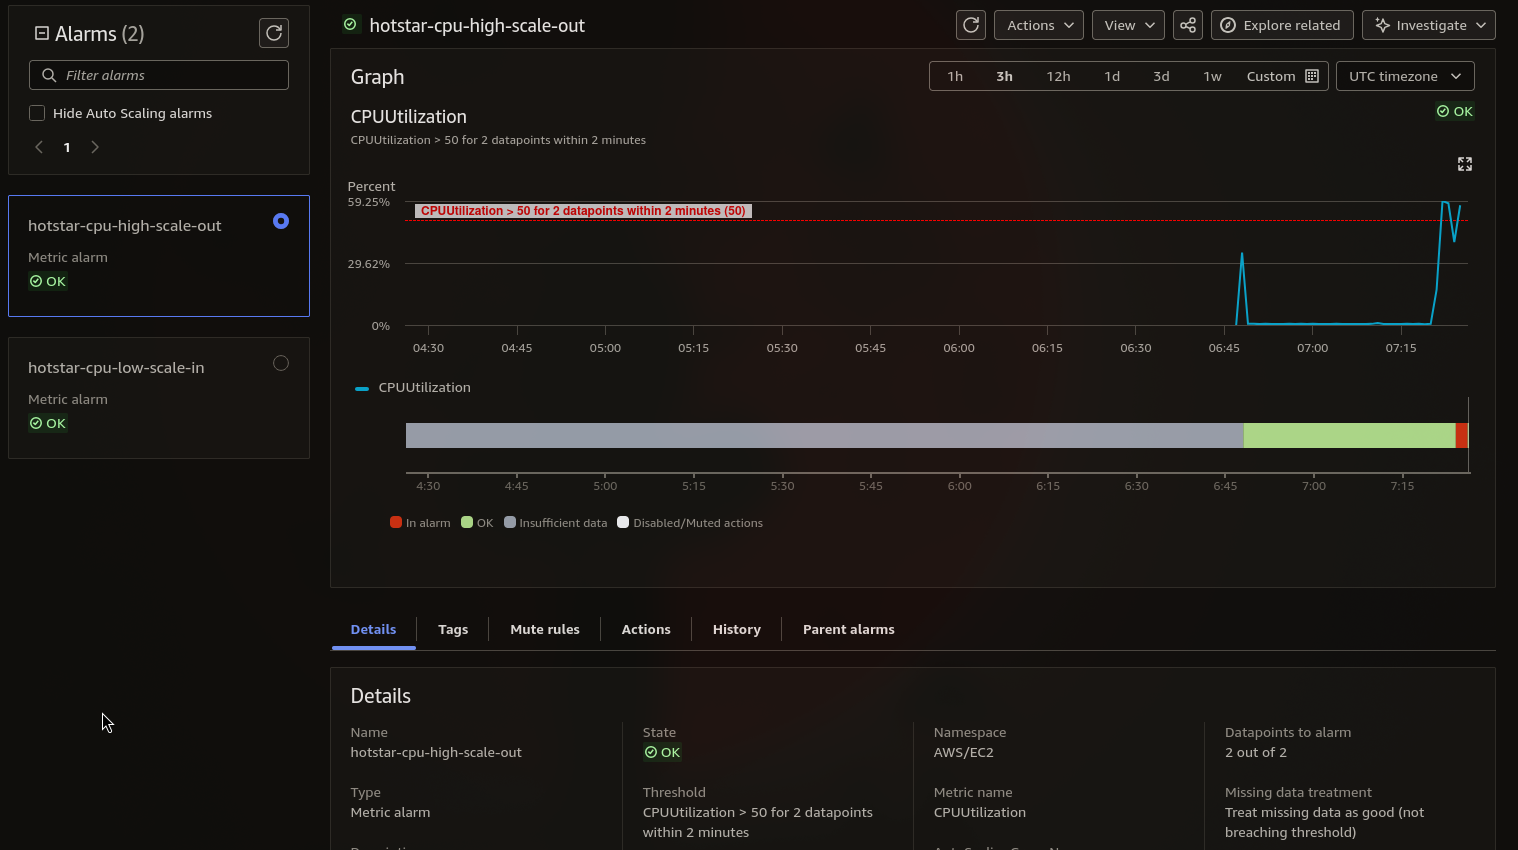 Alarms (2)
Filter alarms
Hide Auto Scaling alarms
1
hotstar-cpu-high-scale-out
Metric alarm
OK
hotstar-cpu-low-scale-in
Metric alarm
OK
hotstar-cpu-high-scale-out
Actions
View
Explore related
Investigate
Graph
1h 3h 12h 1d 3d 1w Custom
UTC timezone
CPUUtilization
OK
CPUUtilization > 50 for 2 datapoints within 2 minutes
Percent
59.25%
CPUUtilization > 50 for 2 datapoints within 2 minutes (50)
29.62%
0%
04:30 04:45 05:00 05:15 05:30 05:45 06:00 06:15 06:30 06:45 07:00 07:15
CPUUtilization
4:30 4:45 5:00 5:15 5:30 5:45 6:00 6:15 6:30 6:45 7:00 7:15
In alarm OK Insufficient data Disabled/Muted actions
Details Tags Mute rules Actions History Parent alarms
Details
Name
hotstar-cpu-high-scale-out
Type
Metric alarm
State
OK
Threshold
CPUUtilization > 50 for 2 datapoints
within 2 minutes
Namespace
AWS/EC2
Metric name
CPUUtilization
Datapoints to alarm
2 out of 2
Missing data treatment
Treat missing data as good (not
breaching threshold)